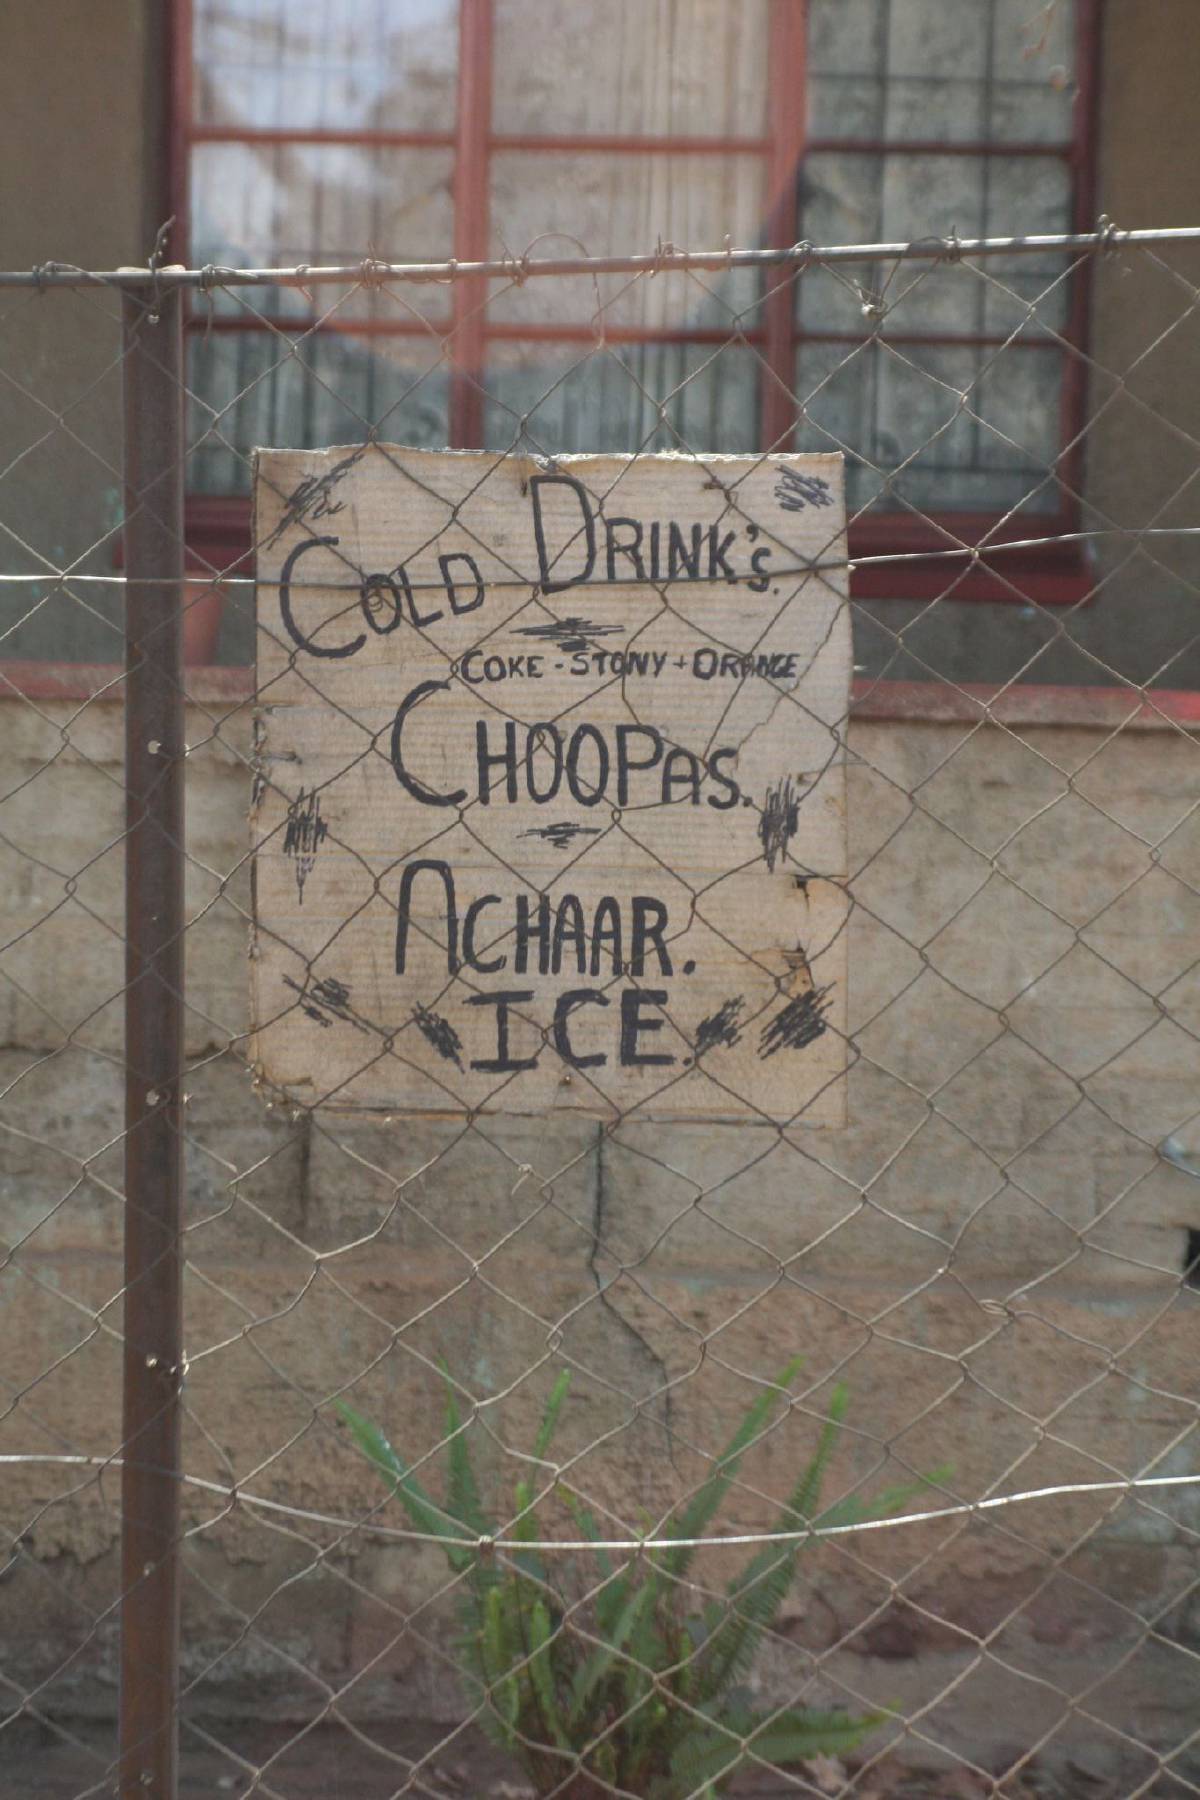 COLD DRINK'S.
COKE - STONY + ORANGE
CHOOPAS.
ACHAAR.
ICE.